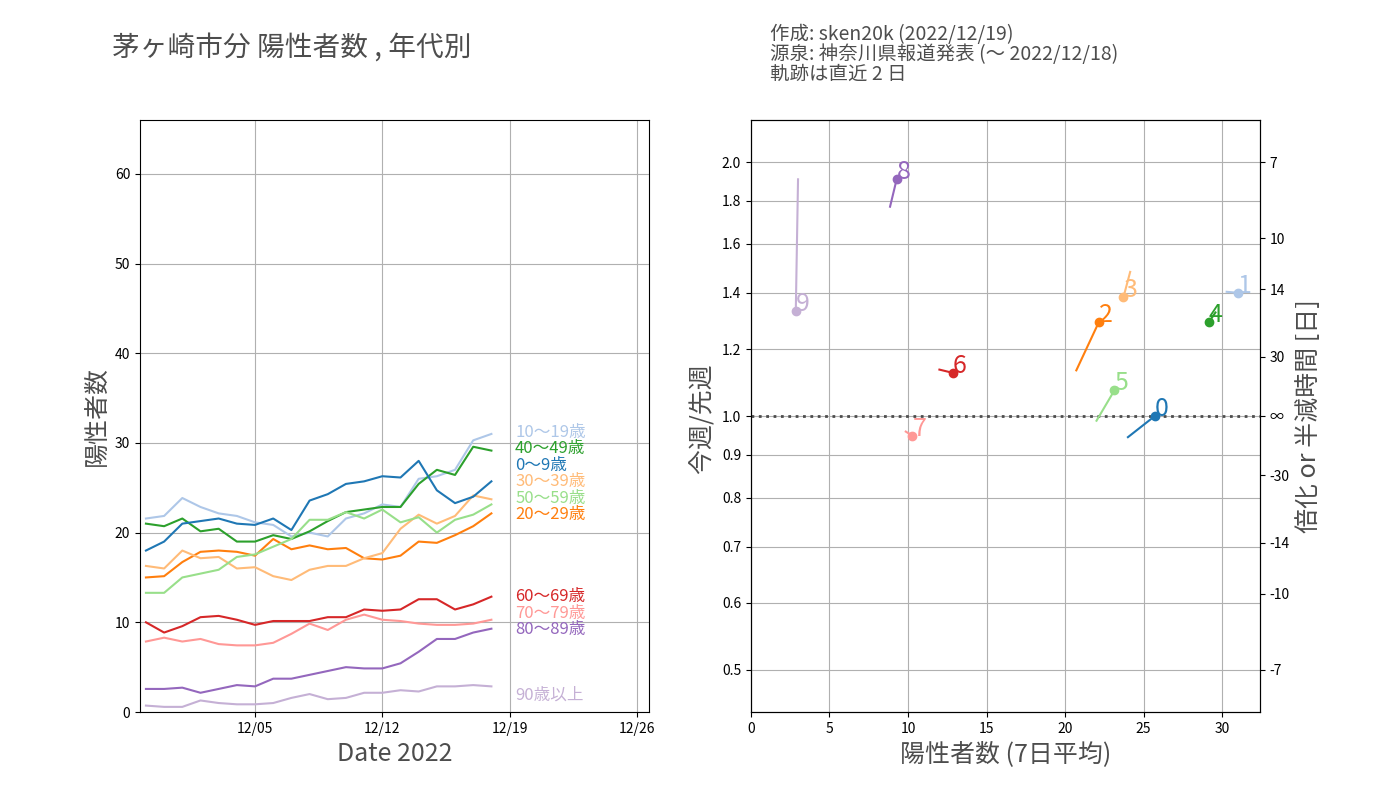 茅ヶ崎市分 陽性者数 , 年代別
作成: sken20k (2022/12/19)
源泉: 神奈川県報道発表 (～ 2022/12/18)
軌跡は直近 2 日
陽性者数
60
50
40
30
20
10
0
12/05
12/12
12/19
12/26
Date 2022
10～19歳
40～49歳
0～9歳
30～39歳
50～59歳
20～29歳
60～69歳
70～79歳
80～89歳
90歳以上
今週/先週
2.0
1.8
1.6
1.4
1.2
1.0
0.9
0.8
0.7
0.6
0.5
8
9
3
1
2
4
6
5
0
7
0
5
10
15
20
25
30
陽性者数 (7日平均)
7
10
14
30
∞
-30
-14
-10
-7
倍化 or 半減時間 [日]